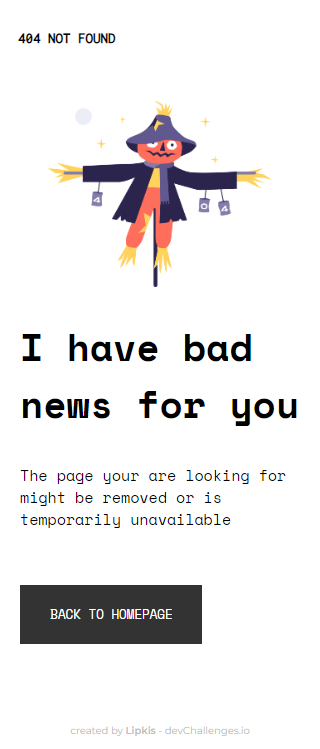 404 NOT FOUND
4
0
4
I have bad
news for you
The page your are looking for
might be removed or is
temporarily unavailable
BACK TO HOMEPAGE
created by Lipkis - devChallenges.io